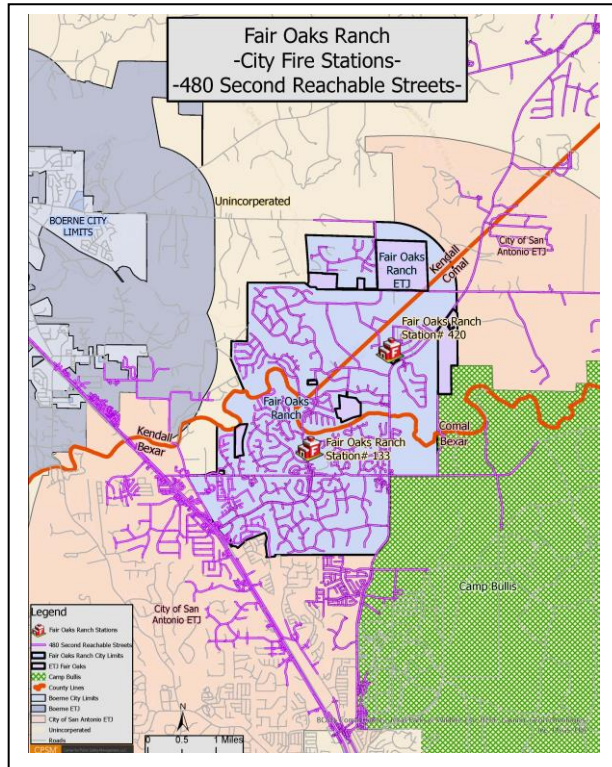 Fair Oaks Ranch
-City Fire Stations-
-480 Second Reachable Streets-
Unincorporated
BOERNE CITY
LIMITS
Fair Oaks
Ranch
ETJ
Kendall
Comal
City of San
Antonio ETJ
Fair Oaks Ranch
Station# 420
Fair Oaks
Ranch
Kendall
Bexar
Comal
Bexar
Fair Oaks Ranch
Station# 133
Camp Bullis
City of San
Antonio ETJ
Legend
Fair Oaks Ranch Stations
480 Second Reachable Streets
Fair Oaks Ranch City Limits
ETJ Fair Oaks
Camp Bullis
County Lines
Boerne City Limits
Boerne ETJ
City of San Antonio ETJ
Unincorporated
Roads
CPSM
N
0 0.5 1 Miles